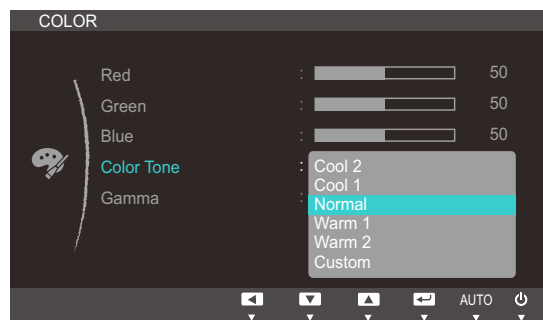 COLOR
Red : 50
Green : 50
Blue : 50
Color Tone : Cool 2
Cool 1
Normal
Gamma :
Warm 1
Warm 2
Custom
AUTO